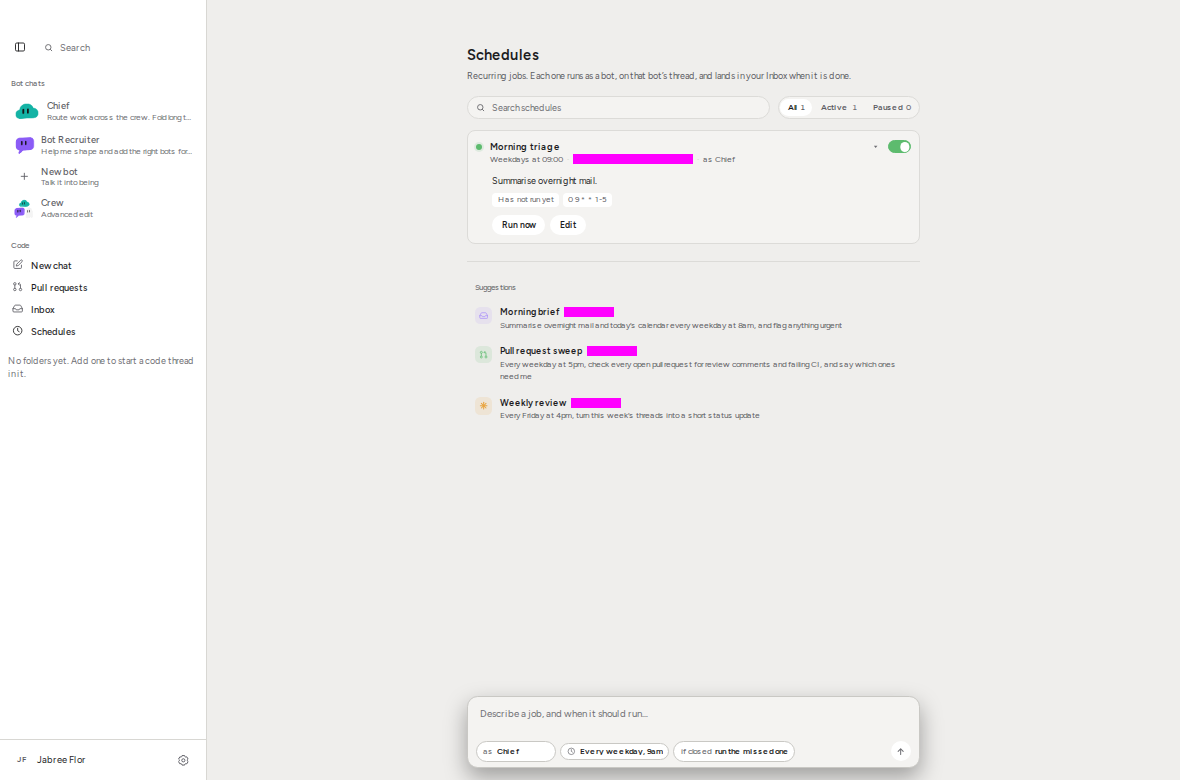 Search
Bot chats
Chief
Route work across the crew. Fold long t...
Bot Recruiter
Help me shape and add the right bots for...
New bot
Talk it into being
Crew
Advanced edit
Code
New chat
Pull requests
Inbox
Schedules
No folders yet. Add one to start a code thread
in it.
JF Jabree Flor
Schedules
Recurring jobs. Each one runs as a bot, on that bot's thread, and lands in your Inbox when it is done.
Search schedules
All 1 Active 1 Paused 0
Morning triage
Weekdays at 09:00 · as Chief
Summarise overnight mail.
Has not run yet 0 9 * * 1-5
Run now Edit
Suggestions
Morning brief
Summarise overnight mail and today's calendar every weekday at 8am, and flag anything urgent
Pull request sweep
Every weekday at 5pm, check every open pull request for review comments and failing CI, and say which ones
need me
Weekly review
Every Friday at 4pm, turn this week's threads into a short status update
Describe a job, and when it should run...
as Chief Every weekday, 9am if closed run the missed one